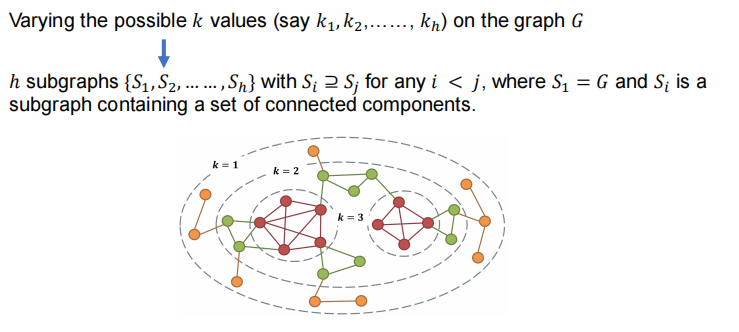 Varying the possible k values (say k₁,k₂,……, kₕ) on the graph G
h subgraphs {S₁,S₂, … … ,Sₕ} with Sᵢ ⊇ Sⱼ for any i < j, where S₁ = G and Sᵢ is a
subgraph containing a set of connected components.
k = 1
k = 2
k = 3